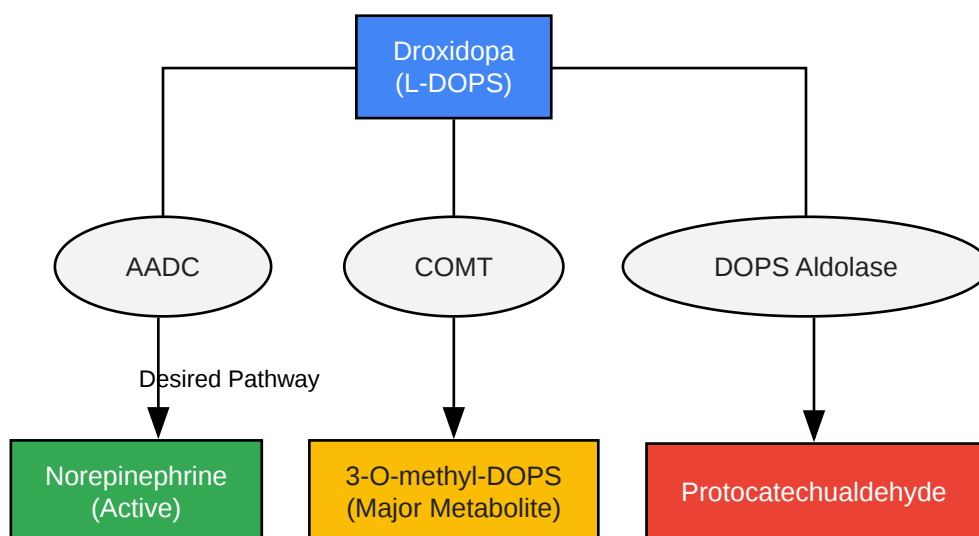 Droxidopa
(L-DOPS)
AADC
COMT
DOPS Aldolase
Desired Pathway
Norepinephrine
(Active)
3-O-methyl-DOPS
(Major Metabolite)
Protocatechualdehyde